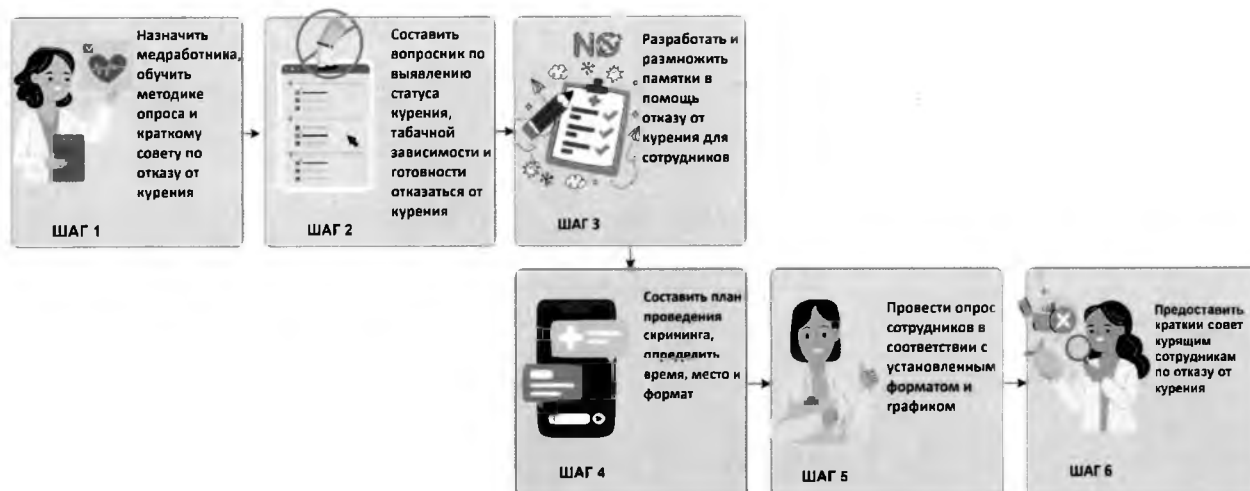 Назначить
медработника,
обучить
методике
опроса и
краткому
совету по
отказу от
курения
ШАГ 1
Составить
вопросник по
выявлению
статуса
курения,
табачной
зависимости и
готовности
отказаться от
курения
ШАГ 2
NO
Разработать и
размножить
памятки в
помощь
отказу от
курения для
сотрудников
ШАГ 3
Составить план
проведения
скрининга,
определить
время, место и
формат
ШАГ 4
Провести опрос
сотрудников в
соответствии с
установленным
форматом и
графиком
ШАГ 5
Предоставить
краткий совет
курящим
сотрудникам
по отказу от
курения
ШАГ 6